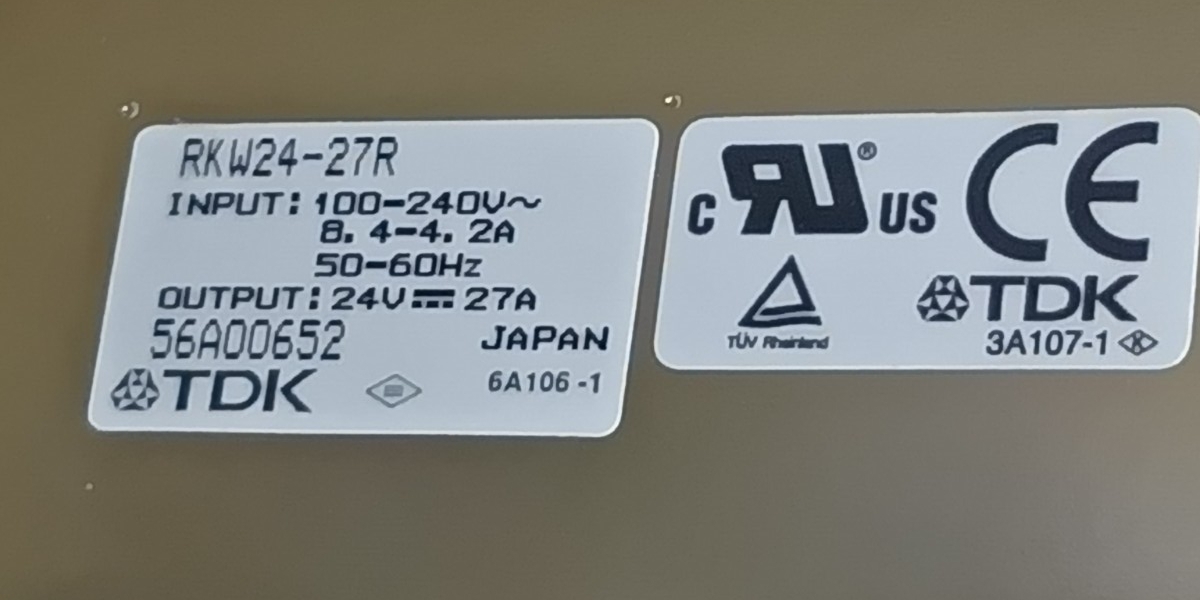 RKW24-27R
INPUT: 100-240V~
8.4-4.2A
50-60Hz
OUTPUT: 24V⎓27A
56A00652 JAPAN
TDK 6A106-1
c RU® US CE
TÜV Rheinland
TDK
3A107-1 K